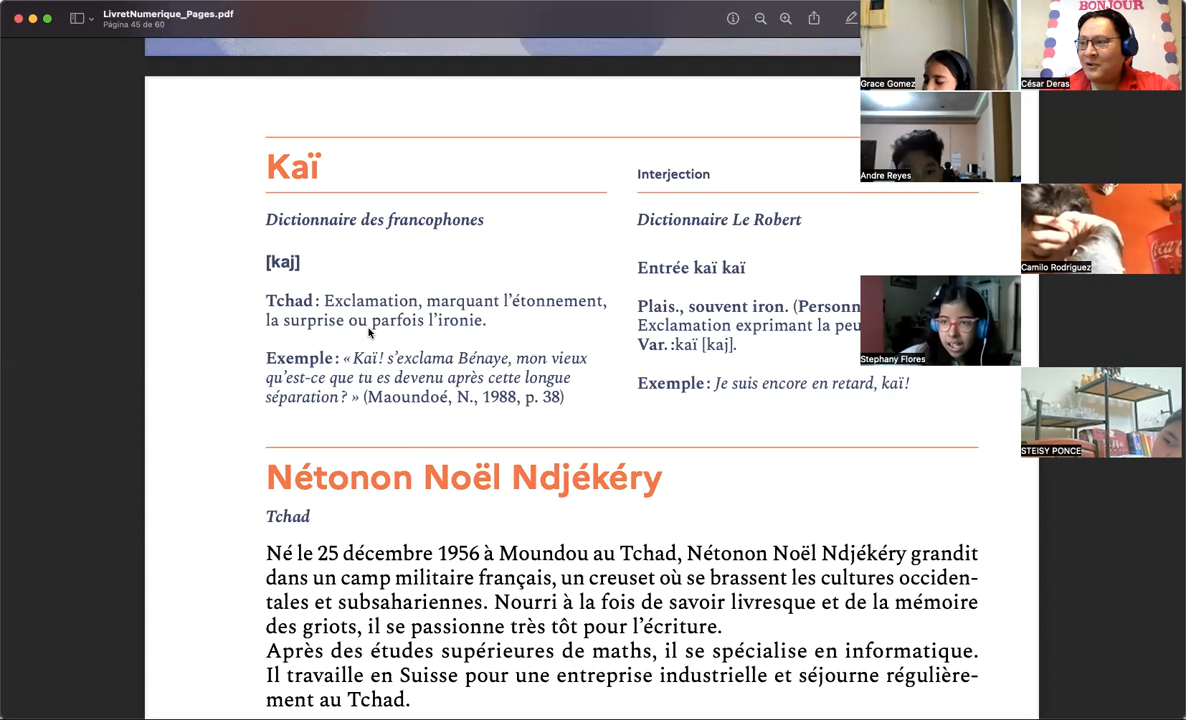 LivretNumerique_Pages.pdf
Página 45 de 60
BONJOUR
Grace Gomez
César Deras
Andre Reyes
Camilo Rodriguez
Stephany Flores
STEISY PONCE
Kaï
Interjection
Dictionnaire des francophones
[kaj]
Tchad : Exclamation, marquant l'étonnement,
la surprise ou parfois l'ironie.
Exemple : « Kaï ! s'exclama Bénaye, mon vieux
qu'est-ce que tu es devenu après cette longue
séparation ? » (Maoundoé, N., 1988, p. 38)
Dictionnaire Le Robert
Entrée kaï kaï
Plais., souvent iron. (Personn
Exclamation exprimant la peu
Var. :kaï [kaj].
Exemple : Je suis encore en retard, kaï !
Nétonon Noël Ndjékéry
Tchad
Né le 25 décembre 1956 à Moundou au Tchad, Nétonon Noël Ndjékéry grandit
dans un camp militaire français, un creuset où se brassent les cultures occiden-
tales et subsahariennes. Nourri à la fois de savoir livresque et de la mémoire
des griots, il se passionne très tôt pour l'écriture.
Après des études supérieures de maths, il se spécialise en informatique.
Il travaille en Suisse pour une entreprise industrielle et séjourne régulière-
ment au Tchad.